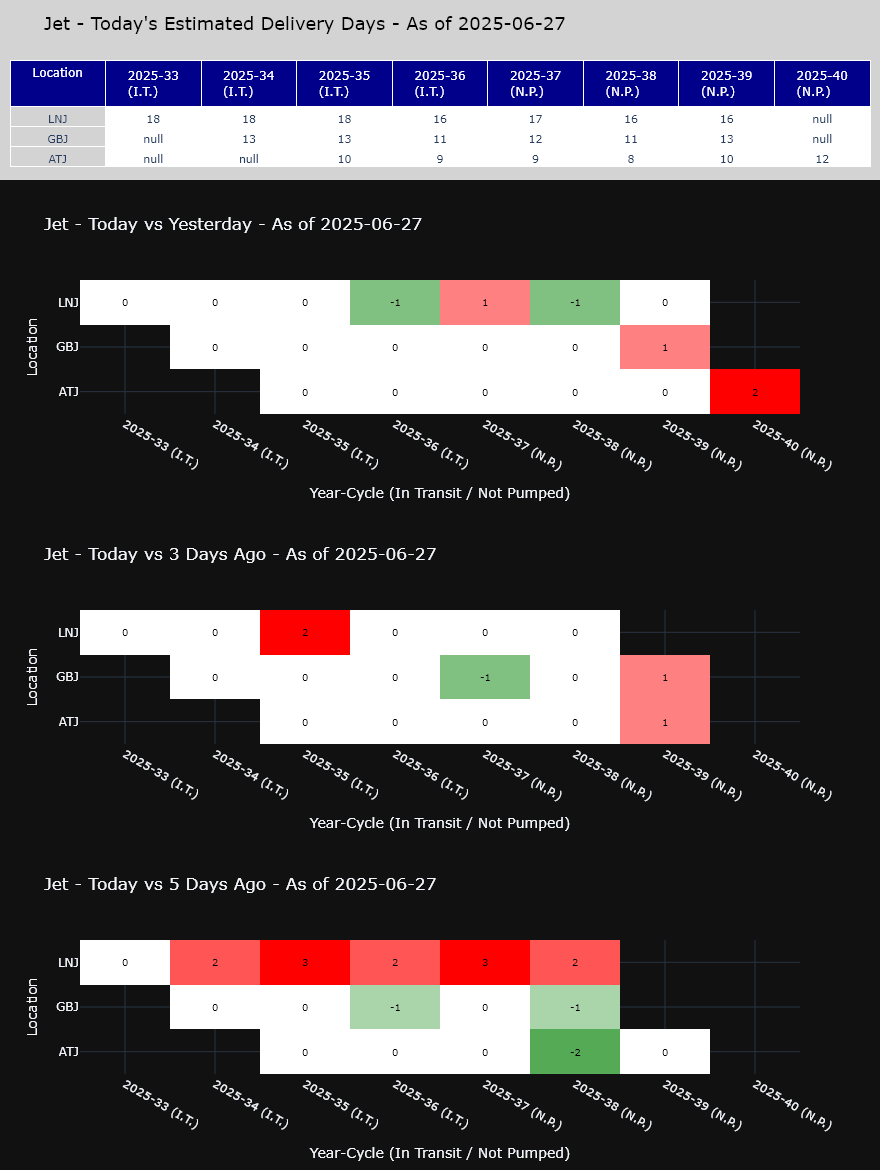 Jet - Today's Estimated Delivery Days - As of 2025-06-27
Location 2025-33 (I.T.) 2025-34 (I.T.) 2025-35 (I.T.) 2025-36 (I.T.) 2025-37 (N.P.) 2025-38 (N.P.) 2025-39 (N.P.) 2025-40 (N.P.)
LNJ 18 18 18 16 17 16 16 null
GBJ null 13 13 11 12 11 13 null
ATJ null null 10 9 9 8 10 12
Jet - Today vs Yesterday - As of 2025-06-27
Location
LNJ 0 0 0 -1 1 -1 0
GBJ 0 0 0 0 0 1
ATJ 0 0 0 0 0 2
2025-33 (I.T.) 2025-34 (I.T.) 2025-35 (I.T.) 2025-36 (I.T.) 2025-37 (N.P.) 2025-38 (N.P.) 2025-39 (N.P.) 2025-40 (N.P.)
Year-Cycle (In Transit / Not Pumped)
Jet - Today vs 3 Days Ago - As of 2025-06-27
Location
LNJ 0 0 2 0 0 0
GBJ 0 0 0 -1 0 1
ATJ 0 0 0 0 1
2025-33 (I.T.) 2025-34 (I.T.) 2025-35 (I.T.) 2025-36 (I.T.) 2025-37 (N.P.) 2025-38 (N.P.) 2025-39 (N.P.) 2025-40 (N.P.)
Year-Cycle (In Transit / Not Pumped)
Jet - Today vs 5 Days Ago - As of 2025-06-27
Location
LNJ 0 2 3 2 3 2
GBJ 0 0 -1 0 -1
ATJ 0 0 0 -2 0
2025-33 (I.T.) 2025-34 (I.T.) 2025-35 (I.T.) 2025-36 (I.T.) 2025-37 (N.P.) 2025-38 (N.P.) 2025-39 (N.P.) 2025-40 (N.P.)
Year-Cycle (In Transit / Not Pumped)